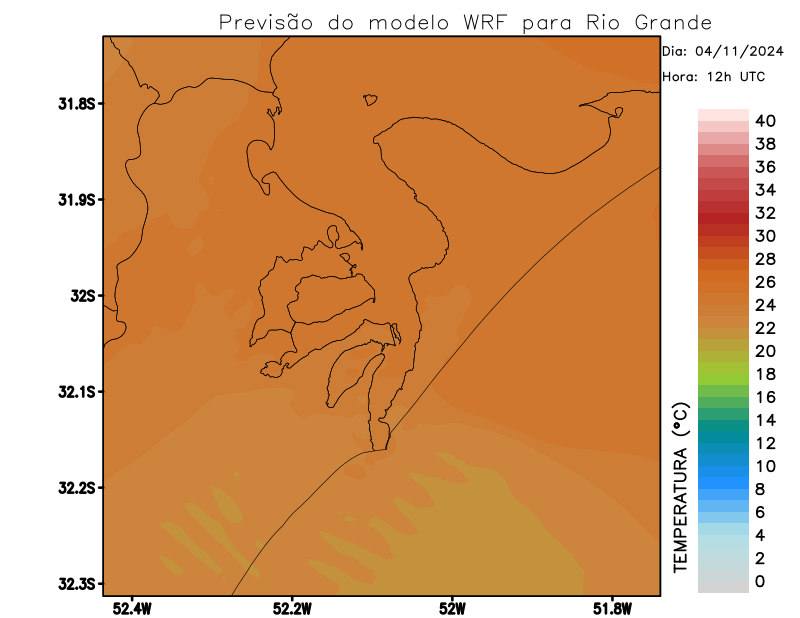 Previsão do modelo WRF para Rio Grande
Dia: 04/11/2024
Hora: 12h UTC
31.8S
31.9S
32S
32.1S
32.2S
32.3S
52.4W
52.2W
52W
51.8W
TEMPERATURA (°C)
40
38
36
34
32
30
28
26
24
22
20
18
16
14
12
10
8
6
4
2
0